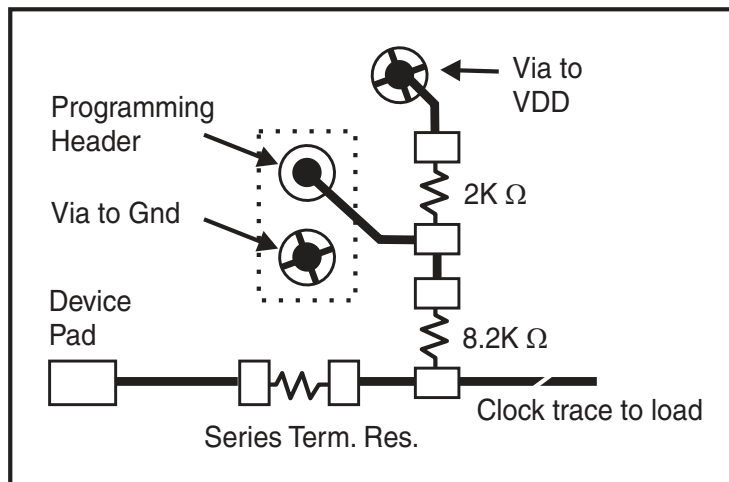 Via to
VDD
Programming
Header
2K Ω
Via to Gnd
Device
Pad
8.2K Ω
Clock trace to load
Series Term. Res.